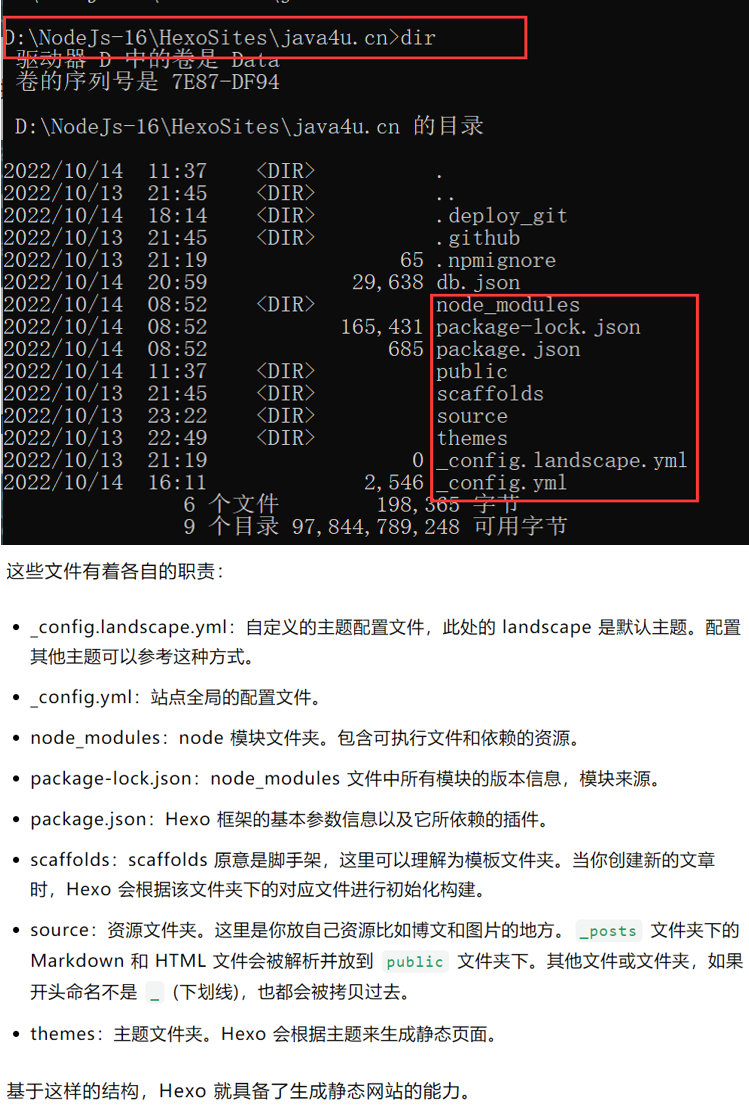 D:\NodeJs-16\HexoSites\java4u.cn>dir
驱动器 D 中的卷是 Data
卷的序列号是 7E87-DF94
D:\NodeJs-16\HexoSites\java4u.cn 的目录
2022/10/14  11:37    <DIR>          .
2022/10/13  21:45    <DIR>          ..
2022/10/14  18:14    <DIR>          .deploy_git
2022/10/13  21:45    <DIR>          .github
2022/10/13  21:19                65 .npmignore
2022/10/14  20:59            29,638 db.json
2022/10/14  08:52    <DIR>          node_modules
2022/10/14  08:52           165,431 package-lock.json
2022/10/14  08:52               685 package.json
2022/10/14  11:37    <DIR>          public
2022/10/13  21:45    <DIR>          scaffolds
2022/10/13  23:22    <DIR>          source
2022/10/13  22:49    <DIR>          themes
2022/10/13  21:19                 0 _config.landscape.yml
2022/10/14  16:11             2,546 _config.yml
6 个文件        198,365 字节
9 个目录 97,844,789,248 可用字节
这些文件有着各自的职责：
• _config.landscape.yml：自定义的主题配置文件，此处的 landscape 是默认主题。配置
其他主题可以参考这种方式。
• _config.yml：站点全局的配置文件。
• node_modules：node 模块文件夹。包含可执行文件和依赖的资源。
• package-lock.json：node_modules 文件中所有模块的版本信息，模块来源。
• package.json：Hexo 框架的基本参数信息以及它所依赖的插件。
• scaffolds：scaffolds 原意是脚手架，这里可以理解为模板文件夹。当你创建新的文章
时，Hexo 会根据该文件夹下的对应文件进行初始化构建。
• source：资源文件夹。这里是你放自己资源比如博文和图片的地方。 _posts 文件夹下的
Markdown 和 HTML 文件会被解析并放到 public 文件夹下。其他文件或文件夹，如果
开头命名不是 _ (下划线)，也都会被拷贝过去。
• themes：主题文件夹。Hexo 会根据主题来生成静态页面。
基于这样的结构，Hexo 就具备了生成静态网站的能力。